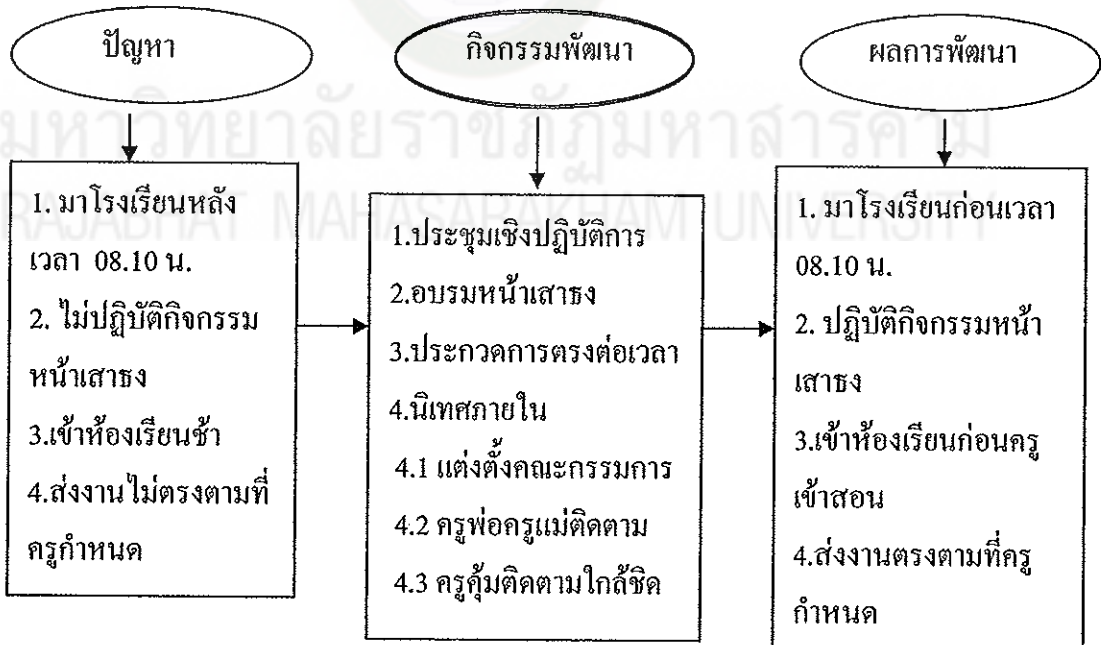 ปัญหา
กิจกรรมพัฒนา
ผลการพัฒนา
มหาวิทยาลัยราชภัฏมหาสารคาม
RAJABHAT MAHASARAKHAM UNIVERSITY
1. มาโรงเรียนหลัง
เวลา 08.10 น.
2. ไม่ปฏิบัติกิจกรรม
หน้าเสาธง
3.เข้าห้องเรียนช้า
4.ส่งงานไม่ตรงตามที่
ครูกำหนด
1.ประชุมเชิงปฏิบัติการ
2.อบรมหน้าเสาธง
3.ประกวดการตรงต่อเวลา
4.นิเทศภายใน
4.1 แต่งตั้งคณะกรรมการ
4.2 ครูพ่อครูแม่ติดตาม
4.3 ครูคุ้มติดตามใกล้ชิด
1. มาโรงเรียนก่อนเวลา
08.10 น.
2. ปฏิบัติกิจกรรมหน้า
เสาธง
3.เข้าห้องเรียนก่อนครู
เข้าสอน
4.ส่งงานตรงตามที่ครู
กำหนด